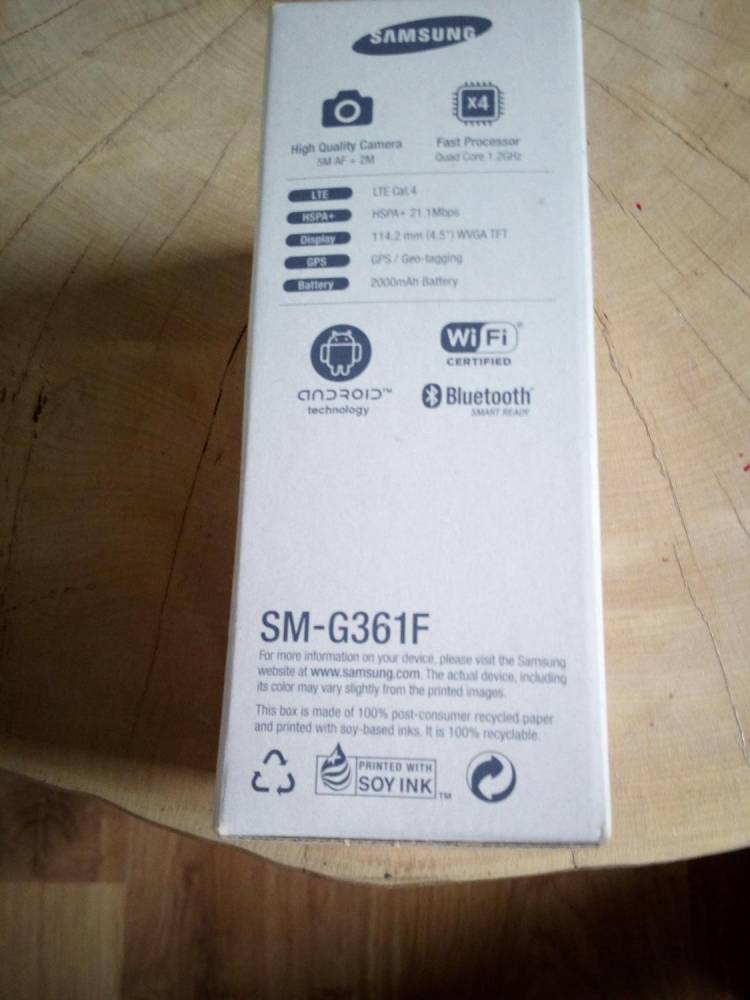 SAMSUNG
X4
High Quality Camera
5M AF + 2M
Fast Processor
Quad Core 1.2GHz
LTE LTE Cat.4
HSPA+ HSPA+ 21.1Mbps
Display 114.2 mm (4.5") WVGA TFT
GPS GPS / Geo-tagging
Battery 2000mAh Battery
Wi Fi®
CERTIFIED
ANDROID™
technology
Bluetooth®
SMART READY
SM-G361F
For more information on your device, please visit the Samsung
website at www.samsung.com. The actual device, including
its color may vary slightly from the printed images.
This box is made of 100% post-consumer recycled paper
and printed with soy-based inks. It is 100% recyclable.
PRINTED WITH
SOY INK™